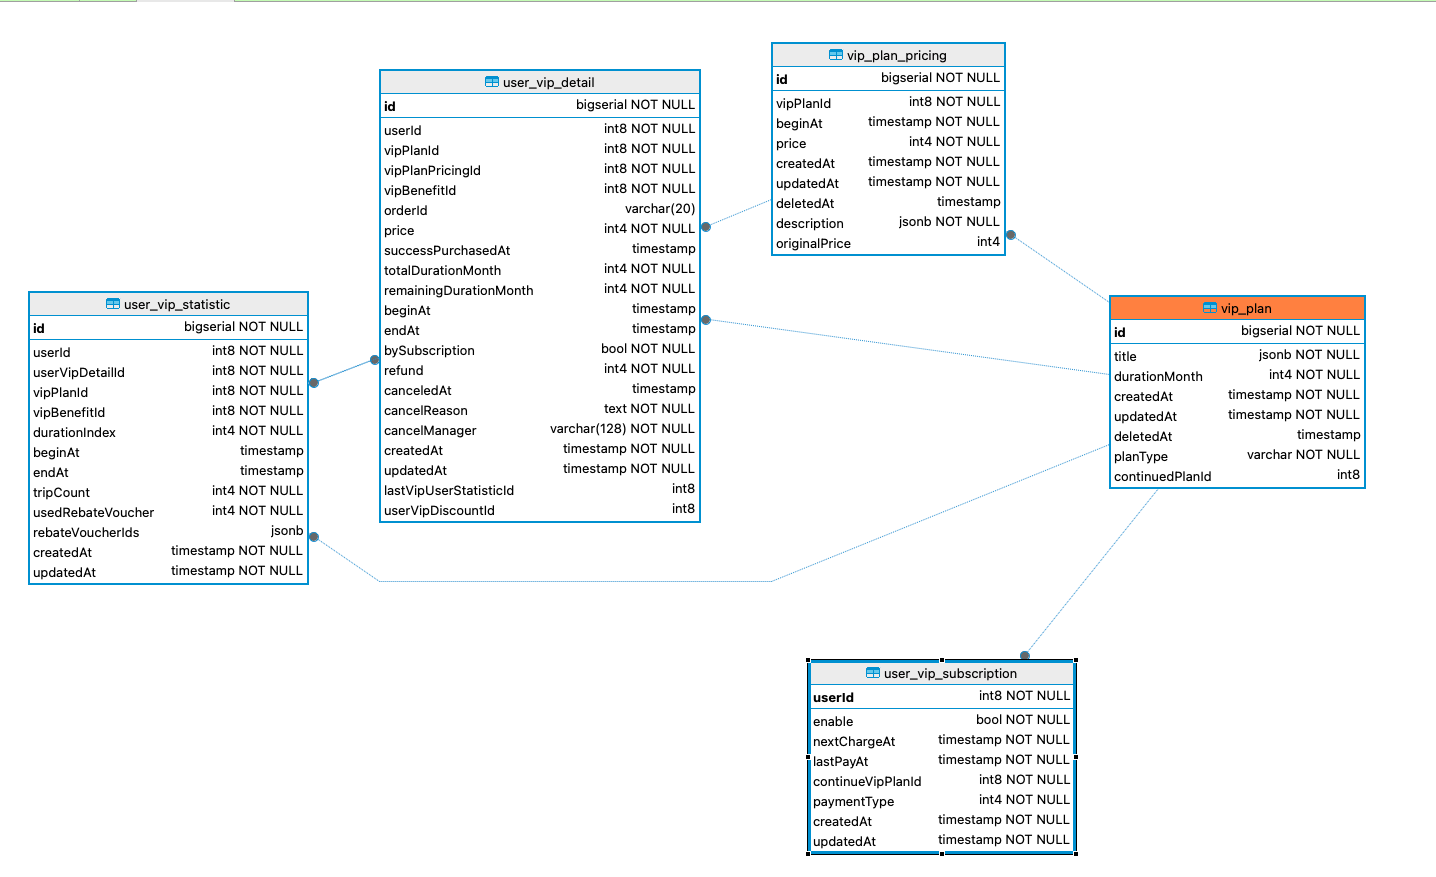 user_vip_detail
id bigserial NOT NULL
userId int8 NOT NULL
vipPlanId int8 NOT NULL
vipPlanPricingId int8 NOT NULL
vipBenefitId int8 NOT NULL
orderId varchar(20)
price int4 NOT NULL
successPurchasedAt timestamp
totalDurationMonth int4 NOT NULL
remainingDurationMonth int4 NOT NULL
beginAt timestamp
endAt timestamp
bySubscription bool NOT NULL
refund int4 NOT NULL
canceledAt timestamp
cancelReason text NOT NULL
cancelManager varchar(128) NOT NULL
createdAt timestamp NOT NULL
updatedAt timestamp NOT NULL
lastVipUserStatisticId int8
userVipDiscountId int8
vip_plan_pricing
id bigserial NOT NULL
vipPlanId int8 NOT NULL
beginAt timestamp NOT NULL
price int4 NOT NULL
createdAt timestamp NOT NULL
updatedAt timestamp NOT NULL
deletedAt timestamp
description jsonb NOT NULL
originalPrice int4
user_vip_statistic
id bigserial NOT NULL
userId int8 NOT NULL
userVipDetailId int8 NOT NULL
vipPlanId int8 NOT NULL
vipBenefitId int8 NOT NULL
durationIndex int4 NOT NULL
beginAt timestamp
endAt timestamp
tripCount int4 NOT NULL
usedRebateVoucher int4 NOT NULL
rebateVoucherIds jsonb
createdAt timestamp NOT NULL
updatedAt timestamp NOT NULL
vip_plan
id bigserial NOT NULL
title jsonb NOT NULL
durationMonth int4 NOT NULL
createdAt timestamp NOT NULL
updatedAt timestamp NOT NULL
deletedAt timestamp
planType varchar NOT NULL
continuedPlanId int8
user_vip_subscription
userId int8 NOT NULL
enable bool NOT NULL
nextChargeAt timestamp NOT NULL
lastPayAt timestamp NOT NULL
continueVipPlanId int8 NOT NULL
paymentType int4 NOT NULL
createdAt timestamp NOT NULL
updatedAt timestamp NOT NULL